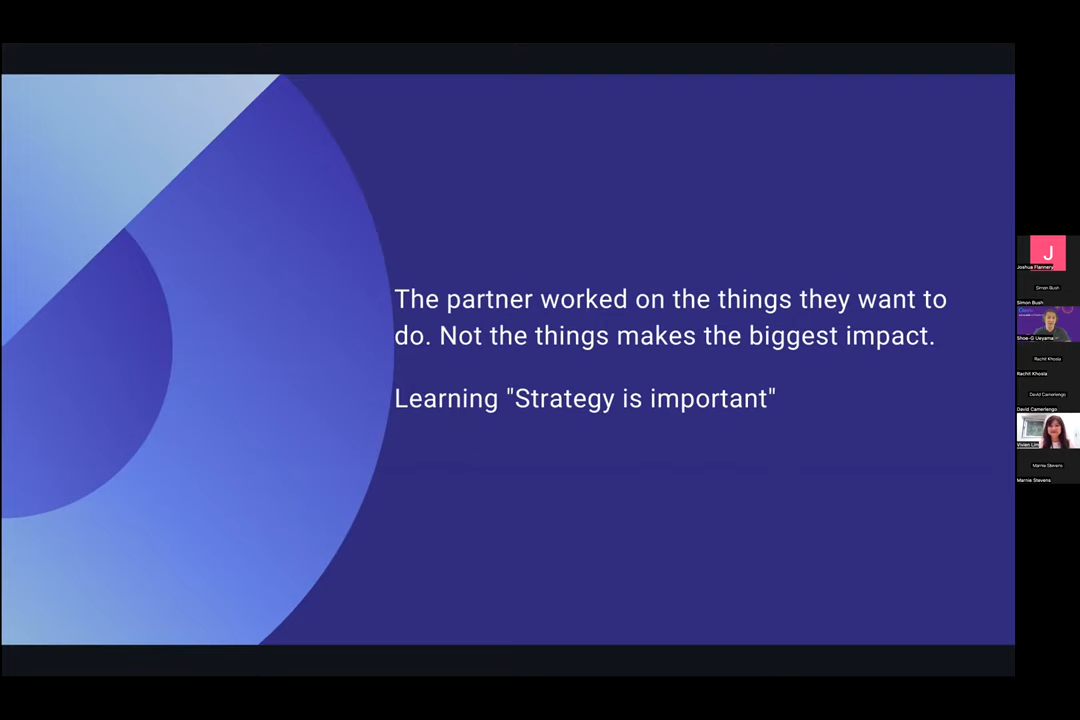 The partner worked on the things they want to
do. Not the things makes the biggest impact.
Learning "Strategy is important"
J
Joshua Flannery
Simon Bush
Simon Bush
Shoe-G Ueyama
Rachit Khosla
Rachit Khosla
David Camerlengo
David Camerlengo
Vivien Lim
Marnie Stevens
Marnie Stevens